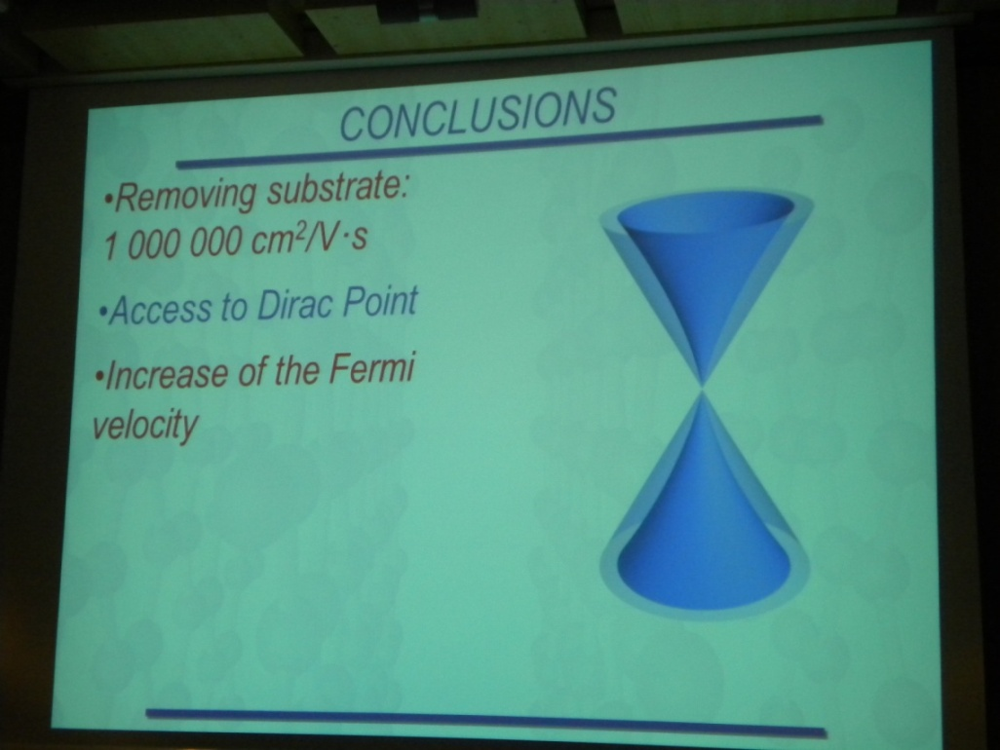 CONCLUSIONS
•Removing substrate:
1 000 000 cm²/V·s
•Access to Dirac Point
•Increase of the Fermi
velocity